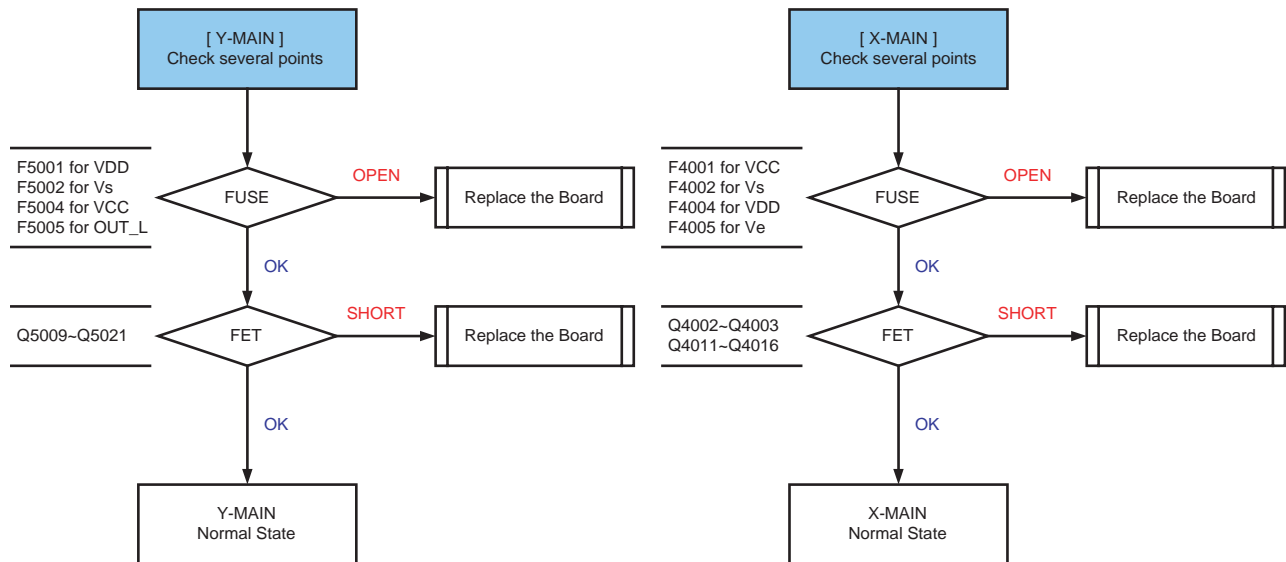 [ Y-MAIN ]
Check several points
F5001 for VDD
F5002 for Vs
F5004 for VCC
F5005 for OUT_L
FUSE
OPEN
Replace the Board
OK
Q5009~Q5021
FET
SHORT
Replace the Board
OK
Y-MAIN
Normal State
[ X-MAIN ]
Check several points
F4001 for VCC
F4002 for Vs
F4004 for VDD
F4005 for Ve
FUSE
OPEN
Replace the Board
OK
Q4002~Q4003
Q4011~Q4016
FET
SHORT
Replace the Board
OK
X-MAIN
Normal State